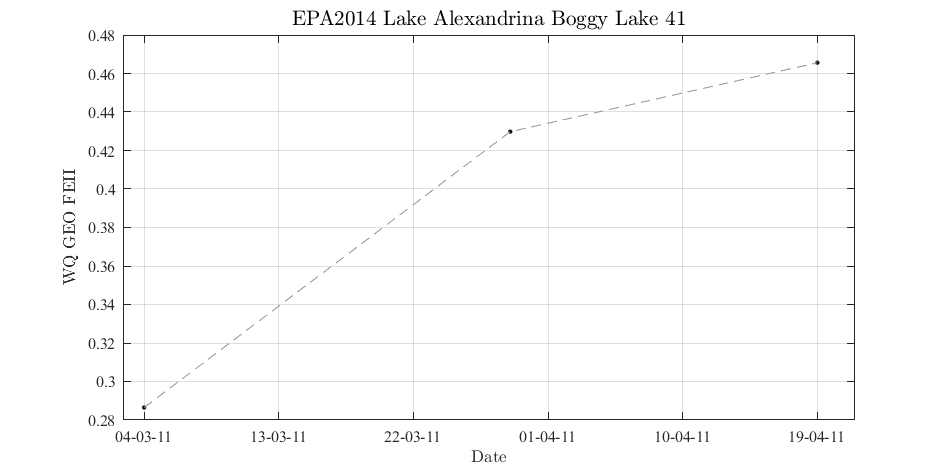 EPA2014 Lake Alexandrina Boggy Lake 41
0.48
0.46
0.44
0.42
0.4
0.38
0.36
0.34
0.32
0.3
0.28
WQ GEO FEII
04-03-11 13-03-11 22-03-11 01-04-11 10-04-11 19-04-11
Date